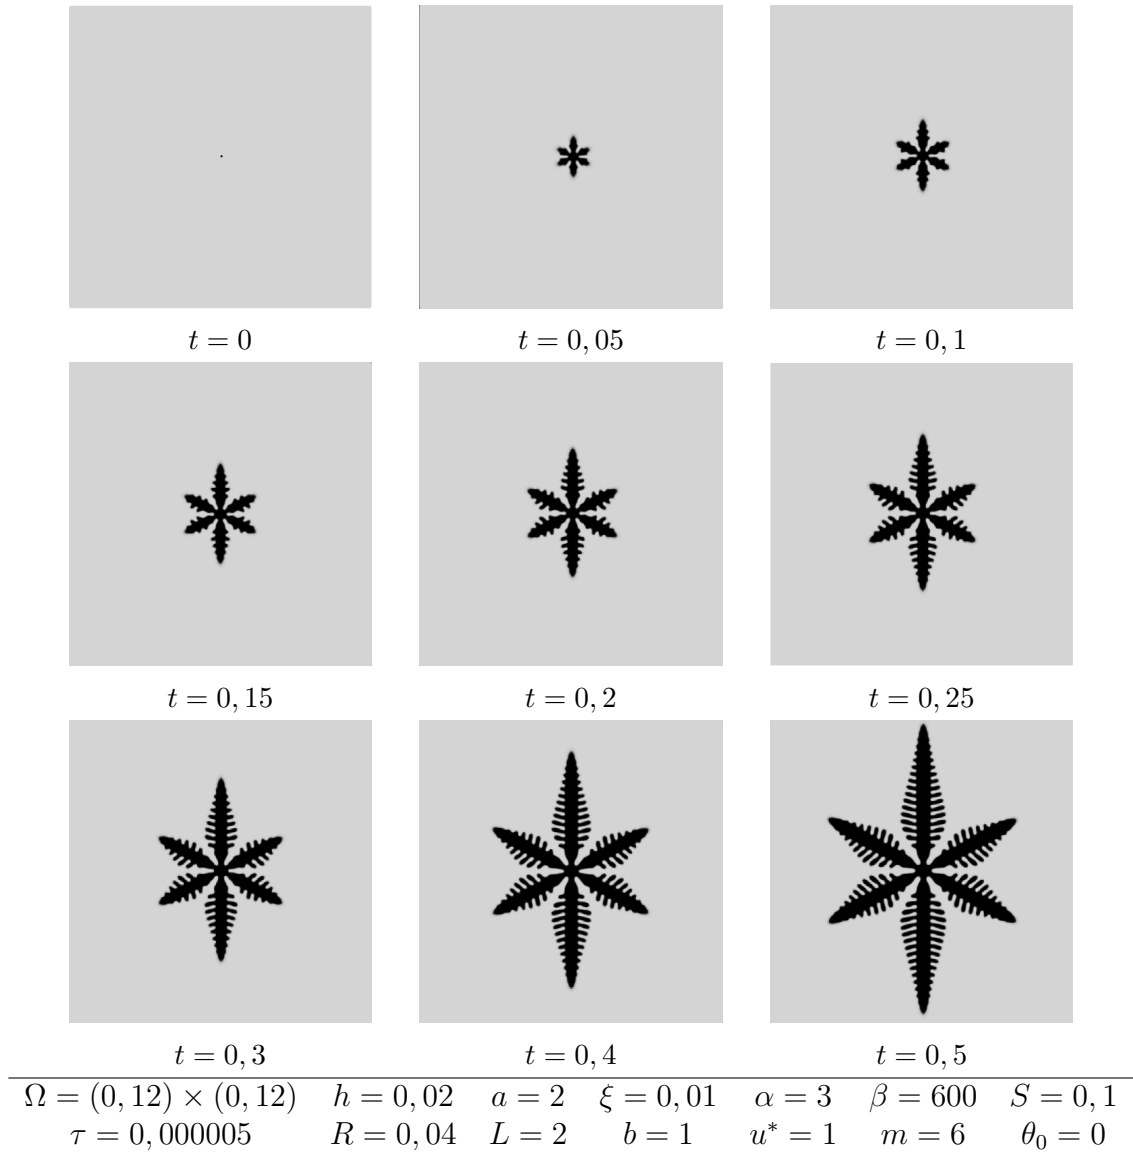 t = 0
t = 0,05
t = 0,1
t = 0,15
t = 0,2
t = 0,25
t = 0,3
t = 0,4
t = 0,5
Ω = (0, 12) × (0, 12) h = 0,02 a = 2 ξ = 0,01 α = 3 β = 600 S = 0,1
τ = 0,000005 R = 0,04 L = 2 b = 1 u* = 1 m = 6 θ₀ = 0